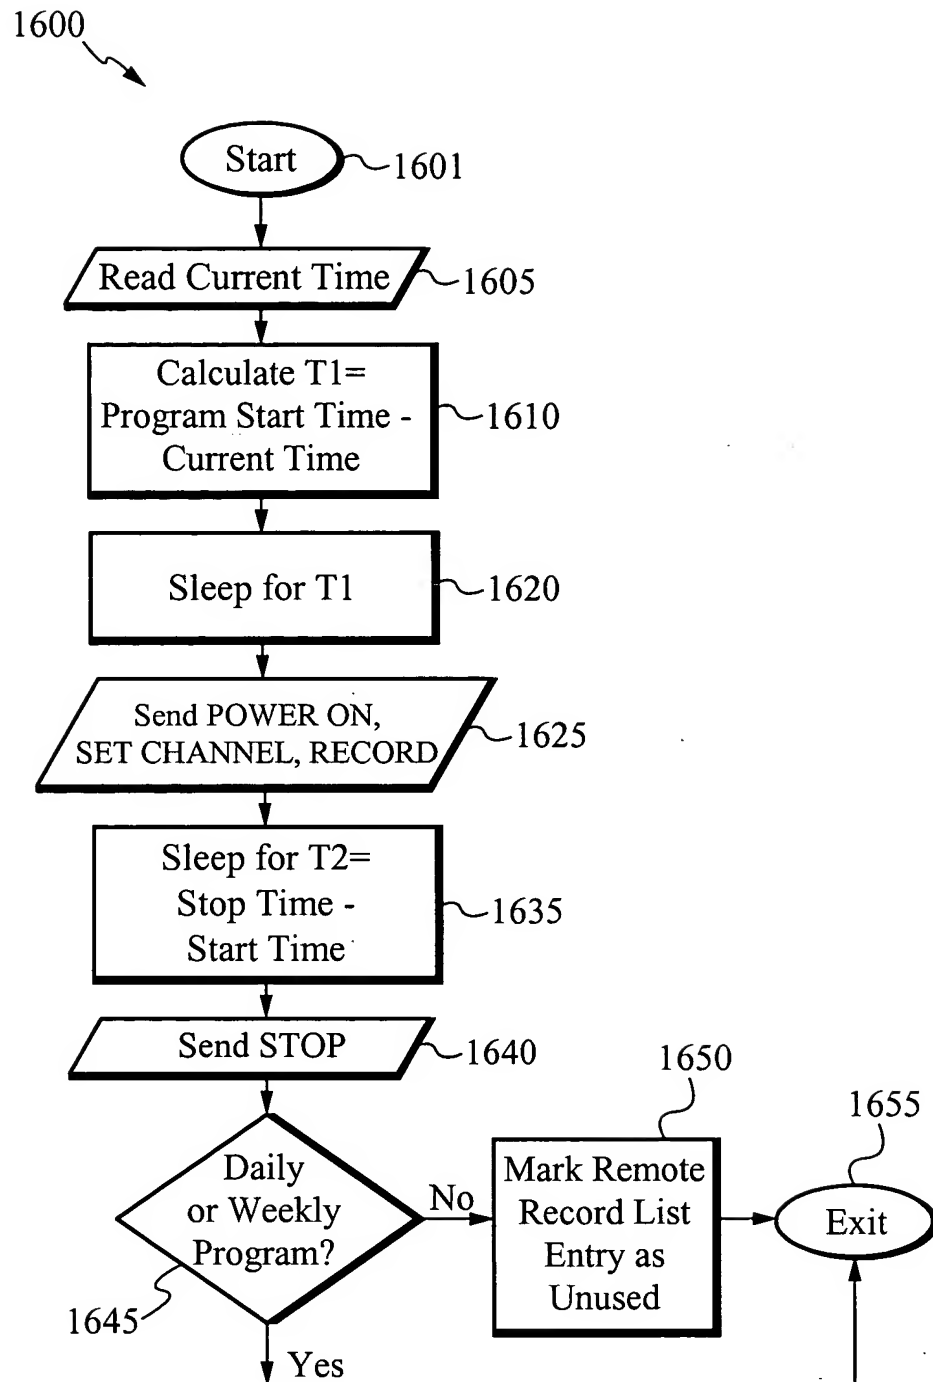 1600
Start
1601
Read Current Time
1605
Calculate T1=
Program Start Time -
Current Time
1610
Sleep for T1
1620
Send POWER ON,
SET CHANNEL, RECORD
1625
Sleep for T2=
Stop Time -
Start Time
1635
Send STOP
1640
Daily
or Weekly
Program?
1645
No
Yes
Mark Remote
Record List
Entry as
Unused
1650
Exit
1655